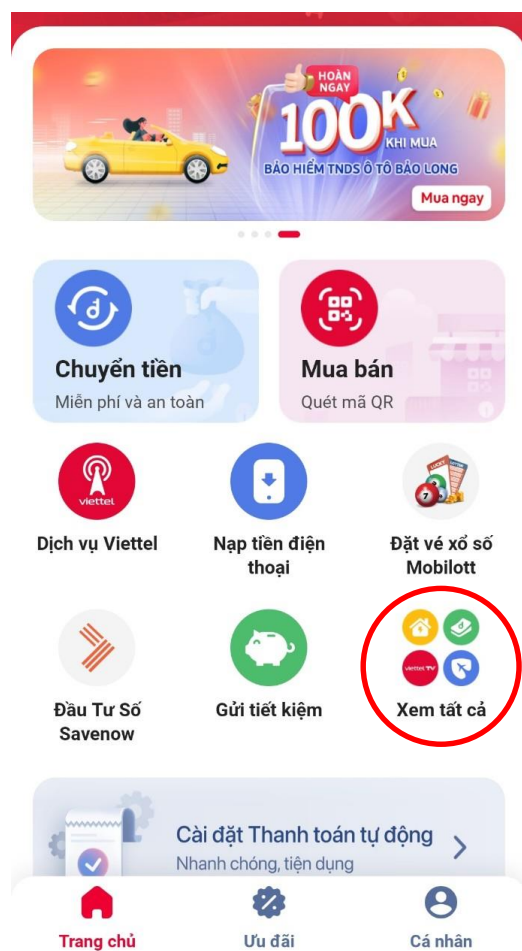 HOÀN
NGAY
100K
KHI MUA
BẢO HIỂM TNDS Ô TÔ BẢO LONG
Mua ngay
Chuyển tiền
Miễn phí và an toàn
Mua bán
Quét mã QR
viettel
Dịch vụ Viettel
Nạp tiền điện
thoại
LUCKY
7
Đặt vé xổ số
Mobilott
Đầu Tư Số
Savenow
Gửi tiết kiệm
viettel TV
Xem tất cả
Cài đặt Thanh toán tự động
Nhanh chóng, tiện dụng
Trang chủ
Ưu đãi
Cá nhân